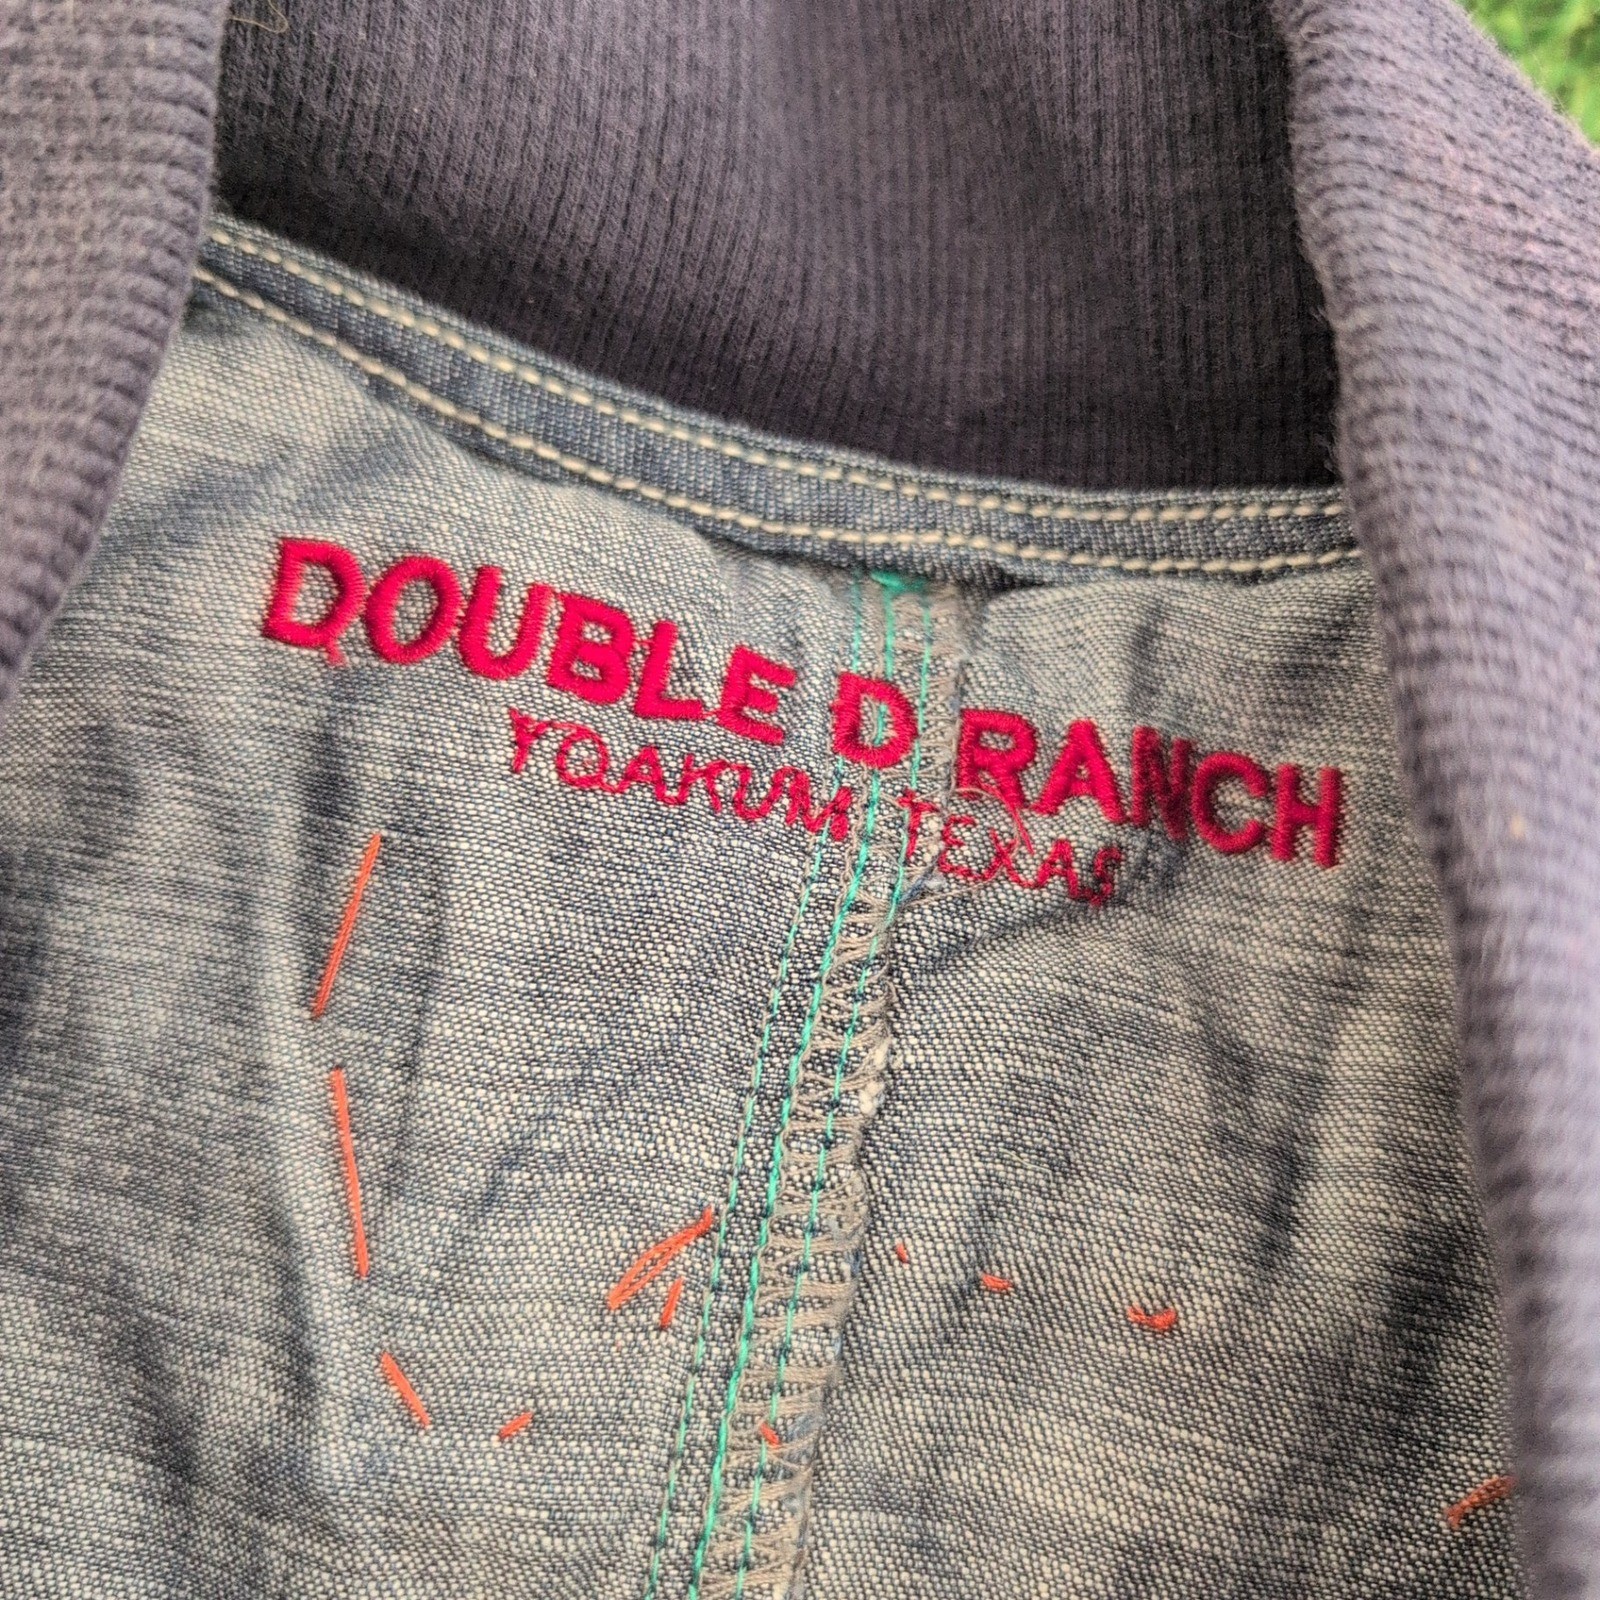 DOUBLE D RANCH
YOAKUM TEXAS